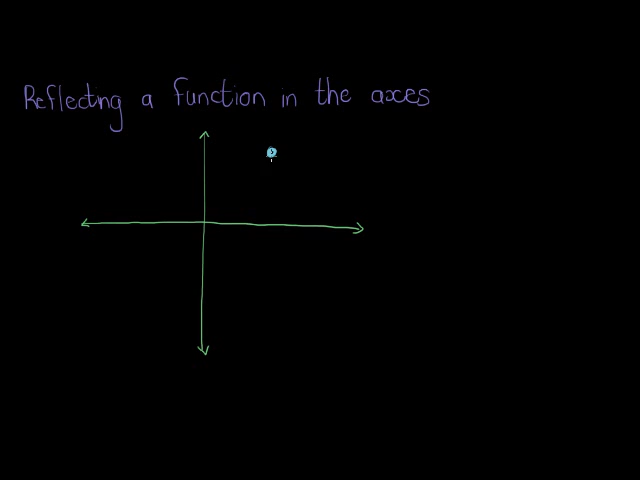 Reflecting a function in the axes